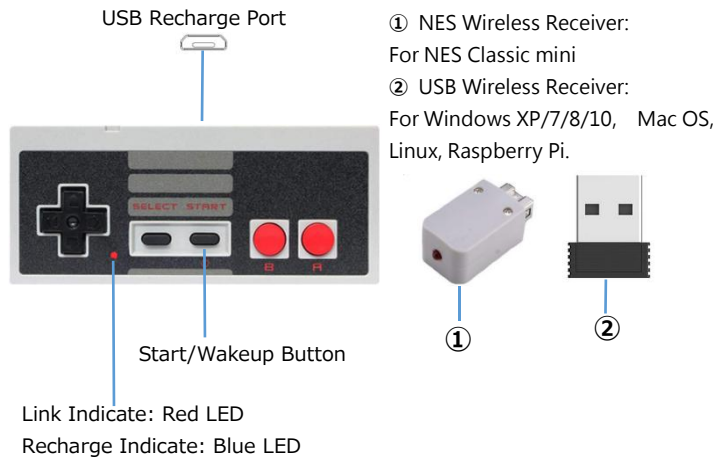 USB Recharge Port
① NES Wireless Receiver:
For NES Classic mini
② USB Wireless Receiver:
For Windows XP/7/8/10, Mac OS,
Linux, Raspberry Pi.
SELECT START
B A
① ②
Start/Wakeup Button
Link Indicate: Red LED
Recharge Indicate: Blue LED